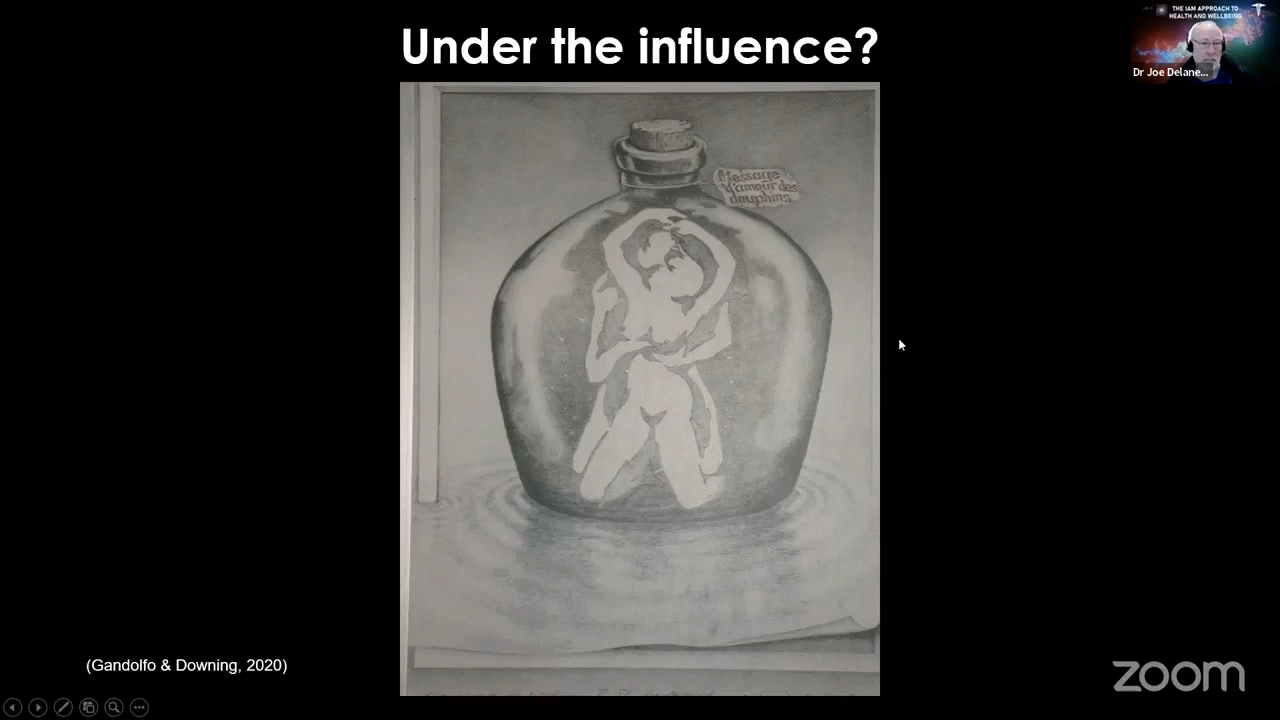 Under the influence?
THE IAM APPROACH TO
HEALTH AND WELLBEING
Dr Joe Delane...
Message
d'amour des
dauphins
(Gandolfo & Downing, 2020)
zoom